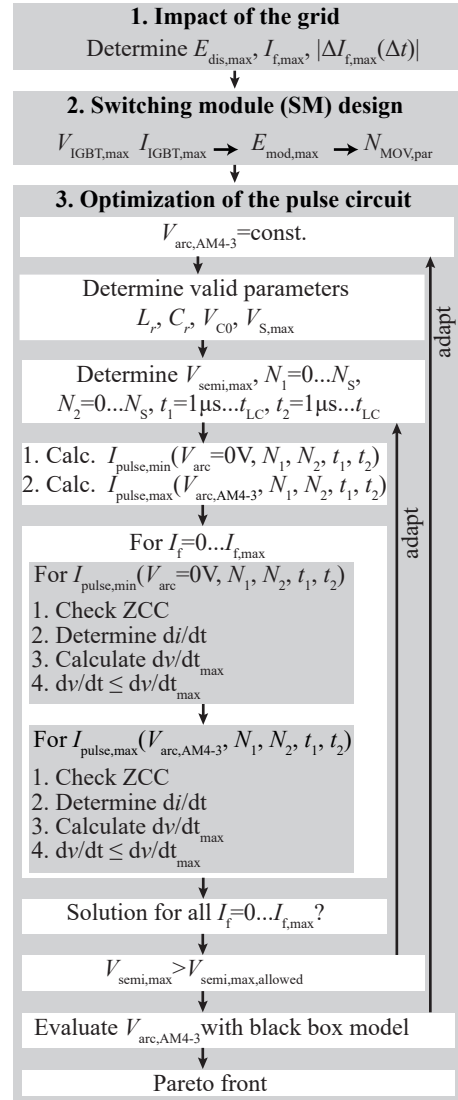 1. Impact of the grid
Determine E_dis,max, I_f,max, |ΔI_f,max(Δt)|
2. Switching module (SM) design
V_IGBT,max I_IGBT,max → E_mod,max → N_MOV,par
3. Optimization of the pulse circuit
V_arc,AM4-3=const.
Determine valid parameters
L_r, C_r, V_C0, V_S,max
Determine V_semi,max, N_1=0...N_S,
N_2=0...N_S, t_1=1µs...t_LC, t_2=1µs...t_LC
1. Calc. I_pulse,min(V_arc=0V, N_1, N_2, t_1, t_2)
2. Calc. I_pulse,max(V_arc,AM4-3, N_1, N_2, t_1, t_2)
For I_f=0...I_f,max
For I_pulse,min(V_arc=0V, N_1, N_2, t_1, t_2)
1. Check ZCC
2. Determine di/dt
3. Calculate dv/dt_max
4. dv/dt ≤ dv/dt_max
For I_pulse,max(V_arc,AM4-3, N_1, N_2, t_1, t_2)
1. Check ZCC
2. Determine di/dt
3. Calculate dv/dt_max
4. dv/dt ≤ dv/dt_max
Solution for all I_f=0...I_f,max?
V_semi,max>V_semi,max,allowed
Evaluate V_arc,AM4-3 with black box model
Pareto front
adapt
adapt